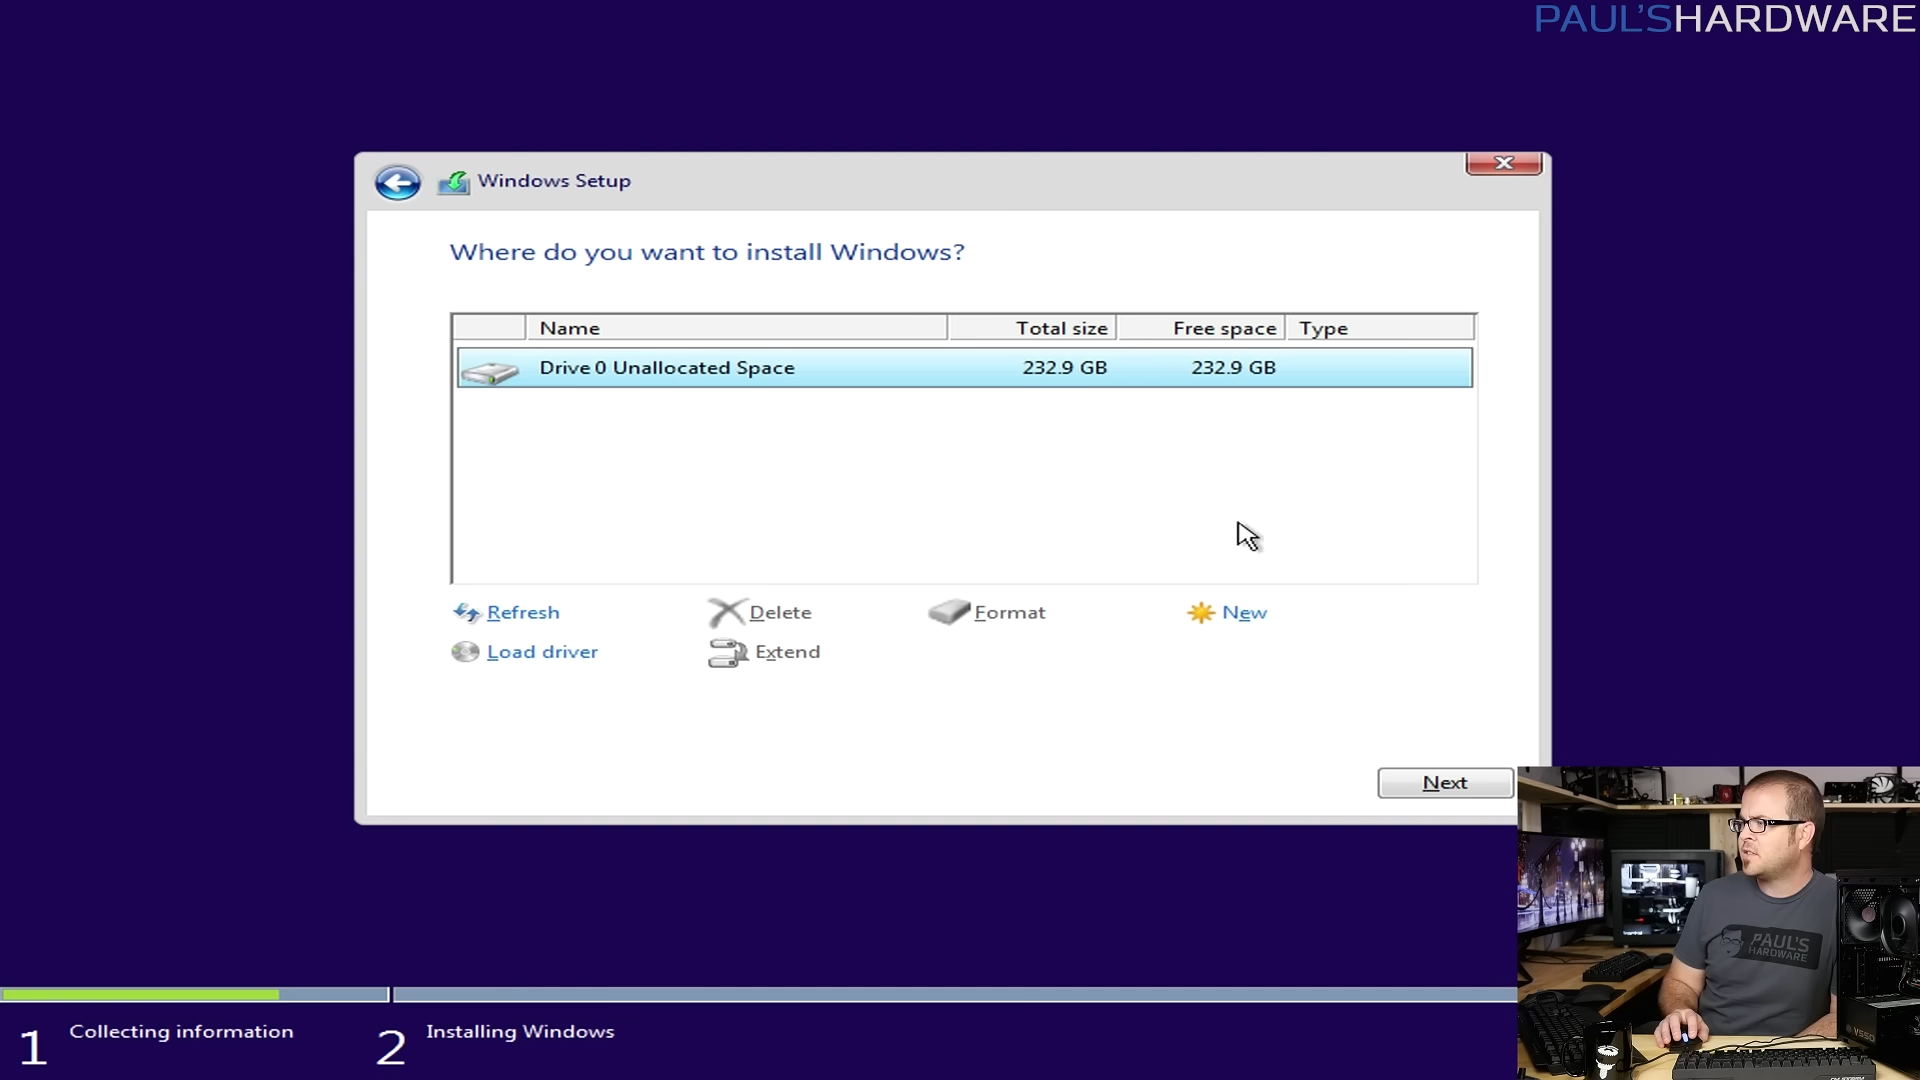 PAUL'SHARDWARE
Windows Setup
Where do you want to install Windows?
Name Total size Free space Type
Drive 0 Unallocated Space 232.9 GB 232.9 GB
Refresh Delete Format New
Load driver Extend
Next
PAUL'S
HARDWARE
V550
1 Collecting information 2 Installing Windows